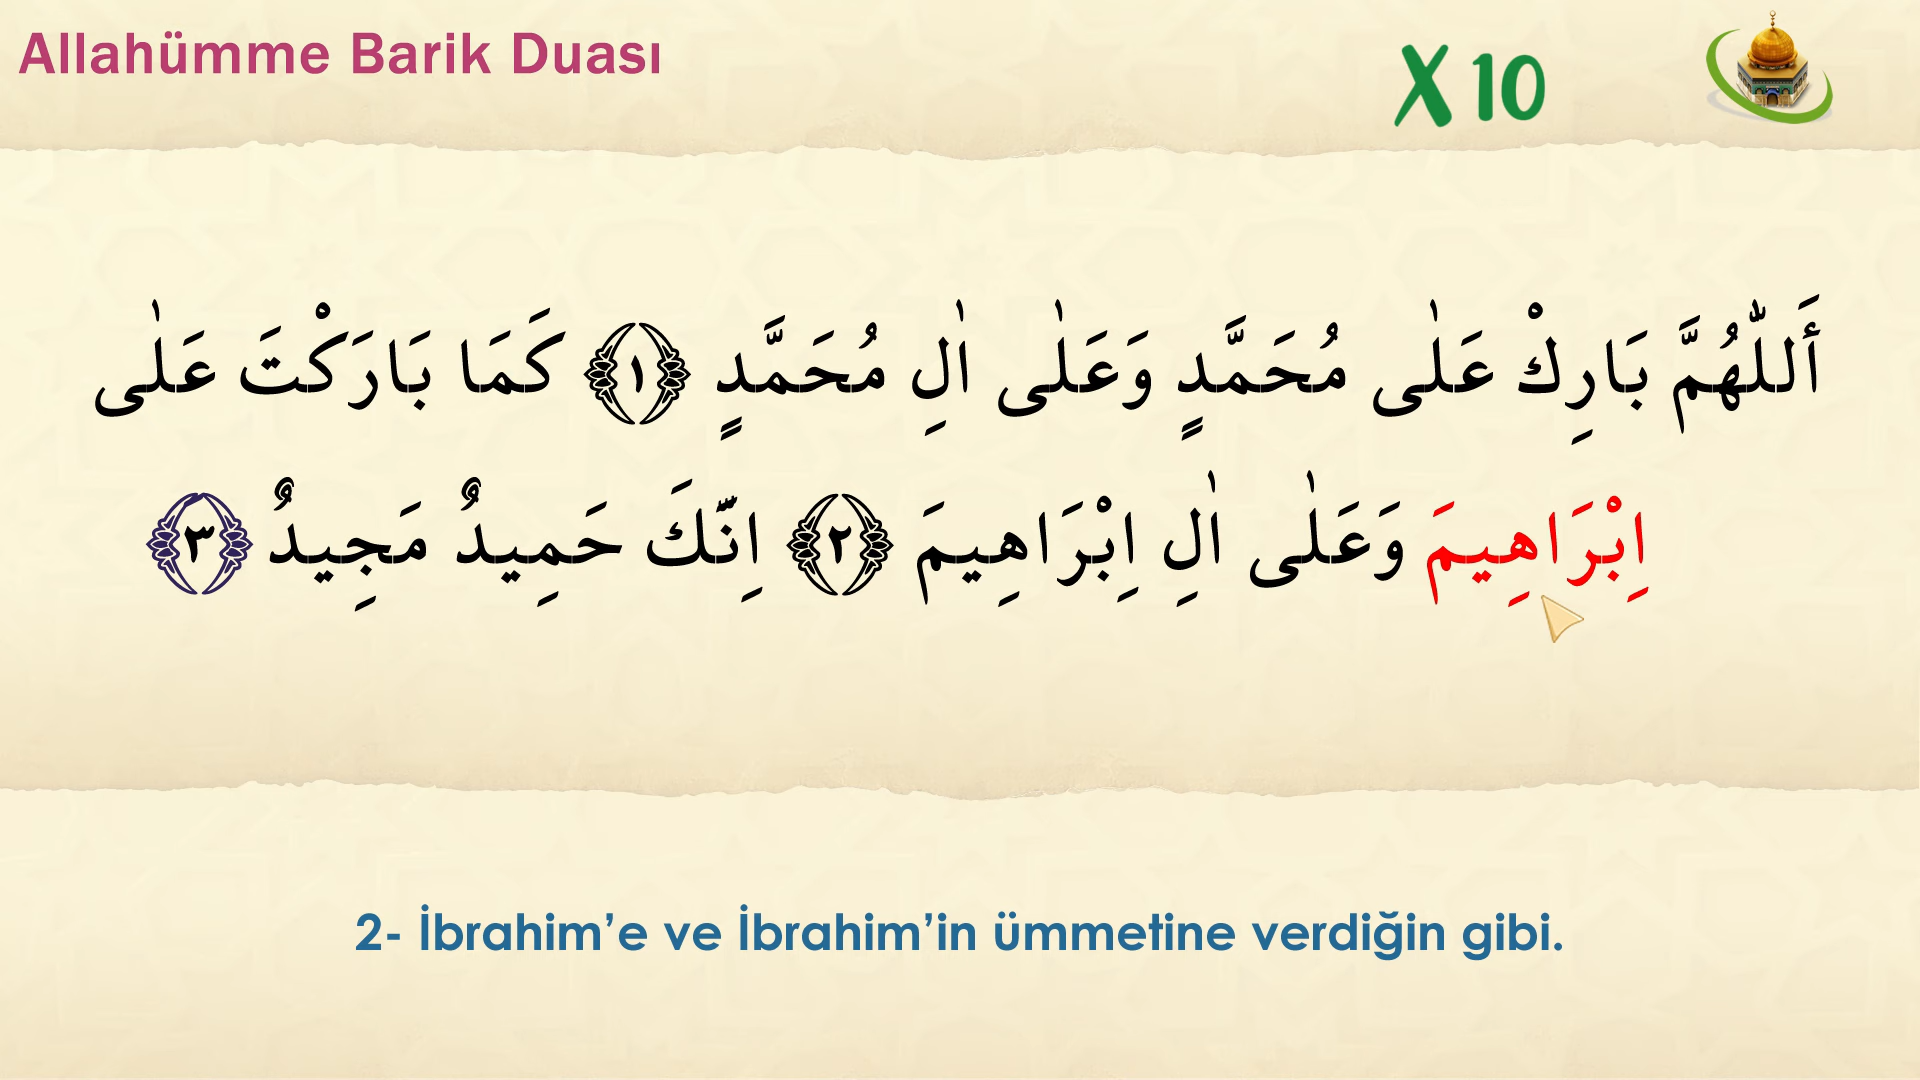 Allahümme Barik Duası
X 10
أَللّٰهُمَّ بَارِكْ عَلٰى مُحَمَّدٍ وَعَلٰى اٰلِ مُحَمَّدٍ ﴿١﴾ كَمَا بَارَكْتَ عَلٰى
اِبْرَاهِيمَ وَعَلٰى اٰلِ اِبْرَاهِيمَ ﴿٢﴾ اِنَّكَ حَمِيدٌ مَجِيدٌ ﴿٣﴾
2- İbrahim’e ve İbrahim’in ümmetine verdiğin gibi.